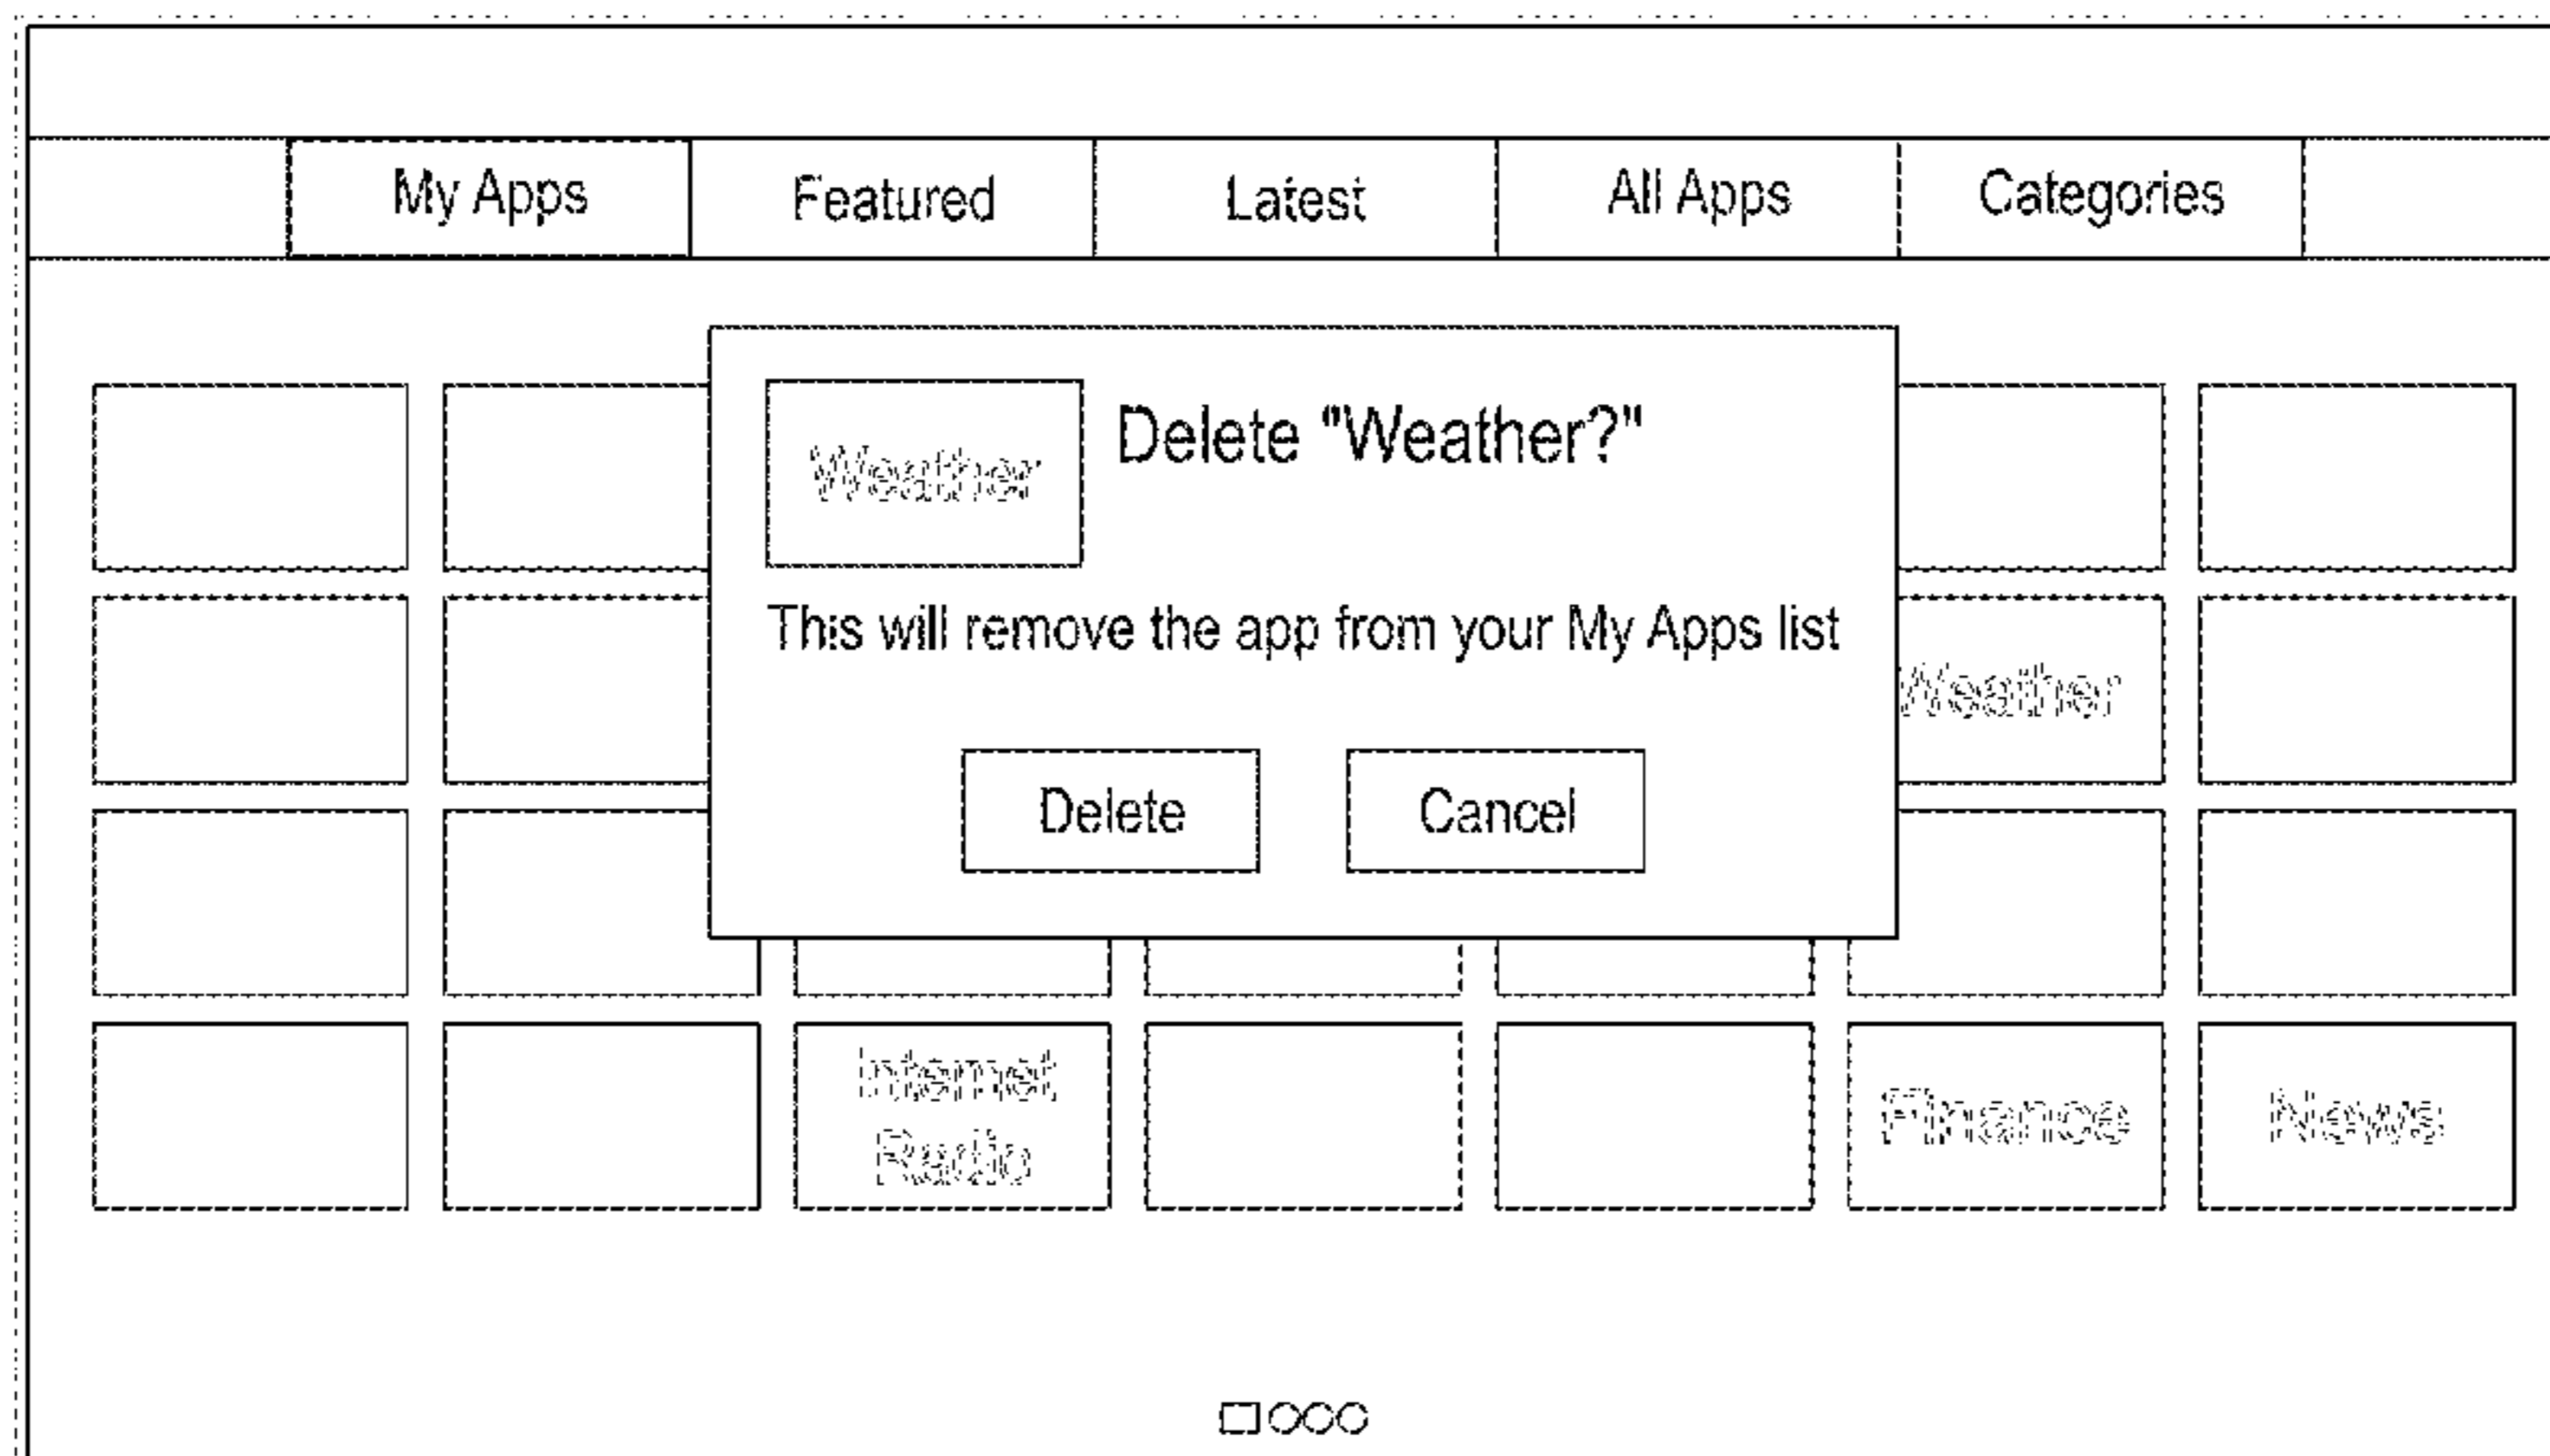 My Apps Featured Latest All Apps Categories
Weather
Delete "Weather?"
This will remove the app from your My Apps list
Weather
Delete Cancel
Internet
Radio
Finance News